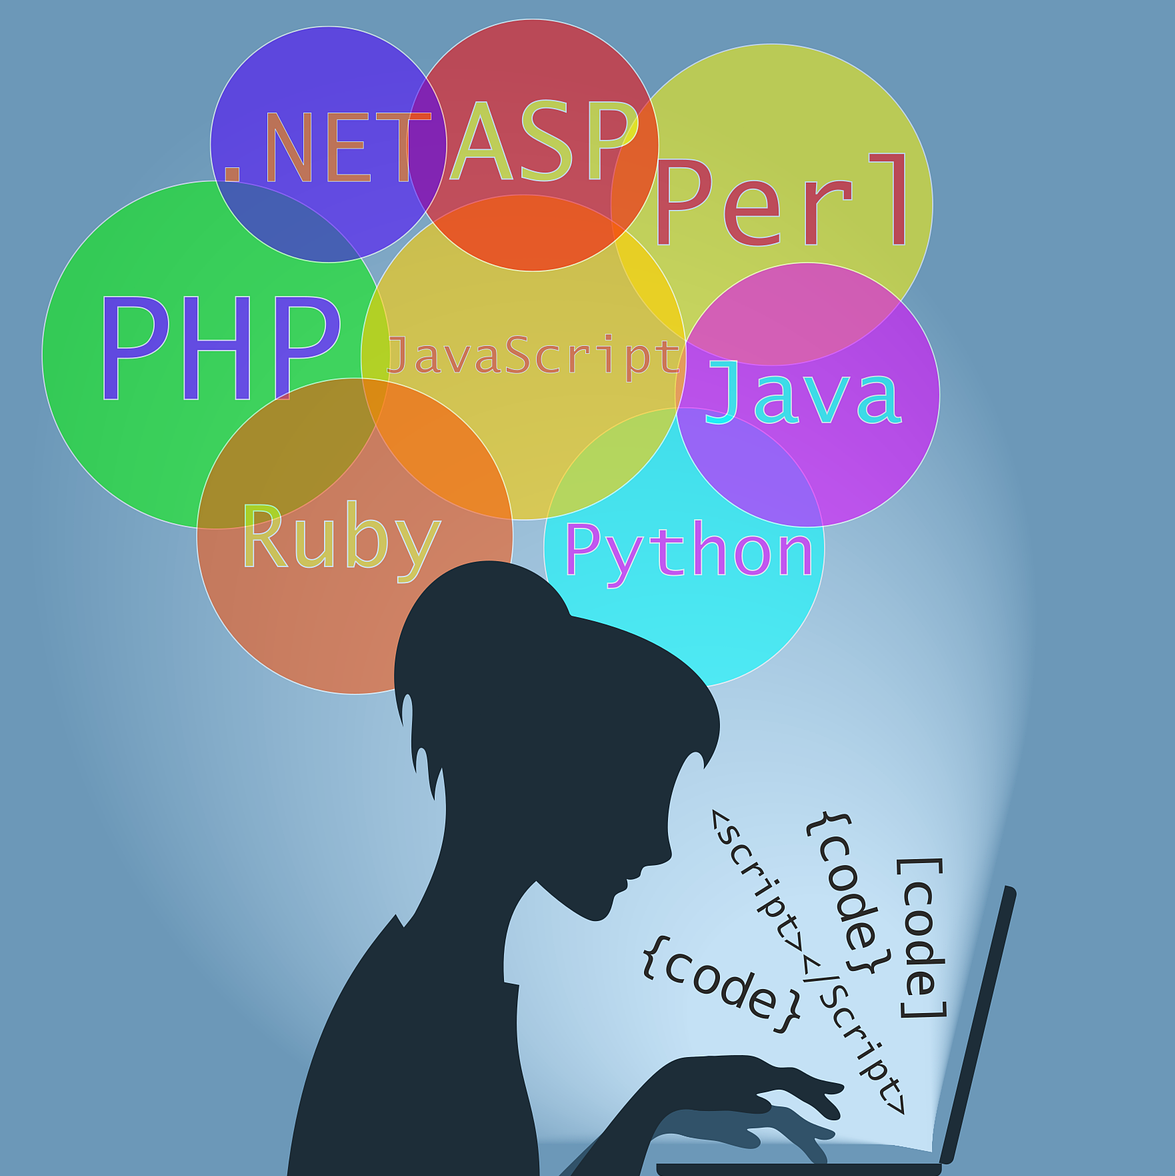 .NET
ASP
Perl
PHP
JavaScript
Java
Ruby
Python
<script></Script>
{code}
[code]
{code}